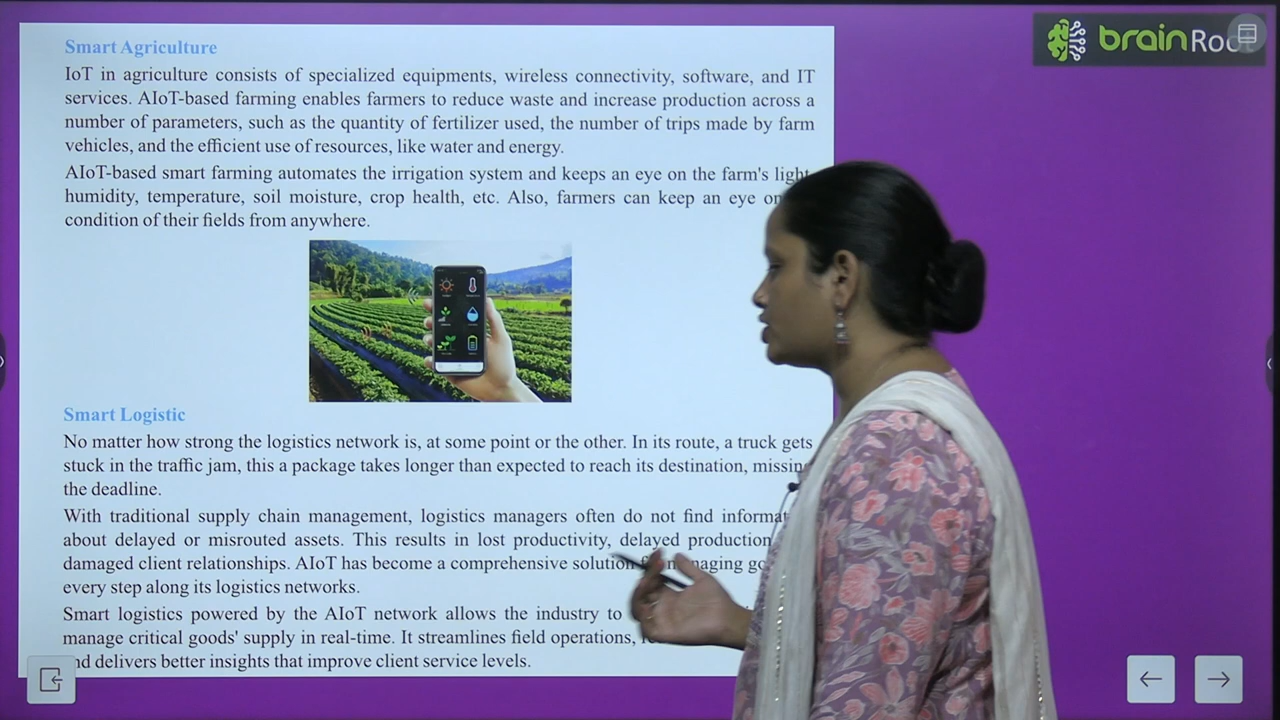 brainRoot
Smart Agriculture
IoT in agriculture consists of specialized equipments, wireless connectivity, software, and IT
services. AIoT-based farming enables farmers to reduce waste and increase production across a
number of parameters, such as the quantity of fertilizer used, the number of trips made by farm
vehicles, and the efficient use of resources, like water and energy.
AIoT-based smart farming automates the irrigation system and keeps an eye on the farm's light,
humidity, temperature, soil moisture, crop health, etc. Also, farmers can keep an eye on
condition of their fields from anywhere.
Smart Logistic
No matter how strong the logistics network is, at some point or the other. In its route, a truck gets
stuck in the traffic jam, this a package takes longer than expected to reach its destination, missing
the deadline.
With traditional supply chain management, logistics managers often do not find
about delayed or misrouted assets. This results in lost productivity, delayed production
damaged client relationships. AIoT has become a comprehensive solution
every step along its logistics networks.
Smart logistics powered by the AIoT network allows the industry to
manage critical goods' supply in real-time. It streamlines field operations,
and delivers better insights that improve client service levels.